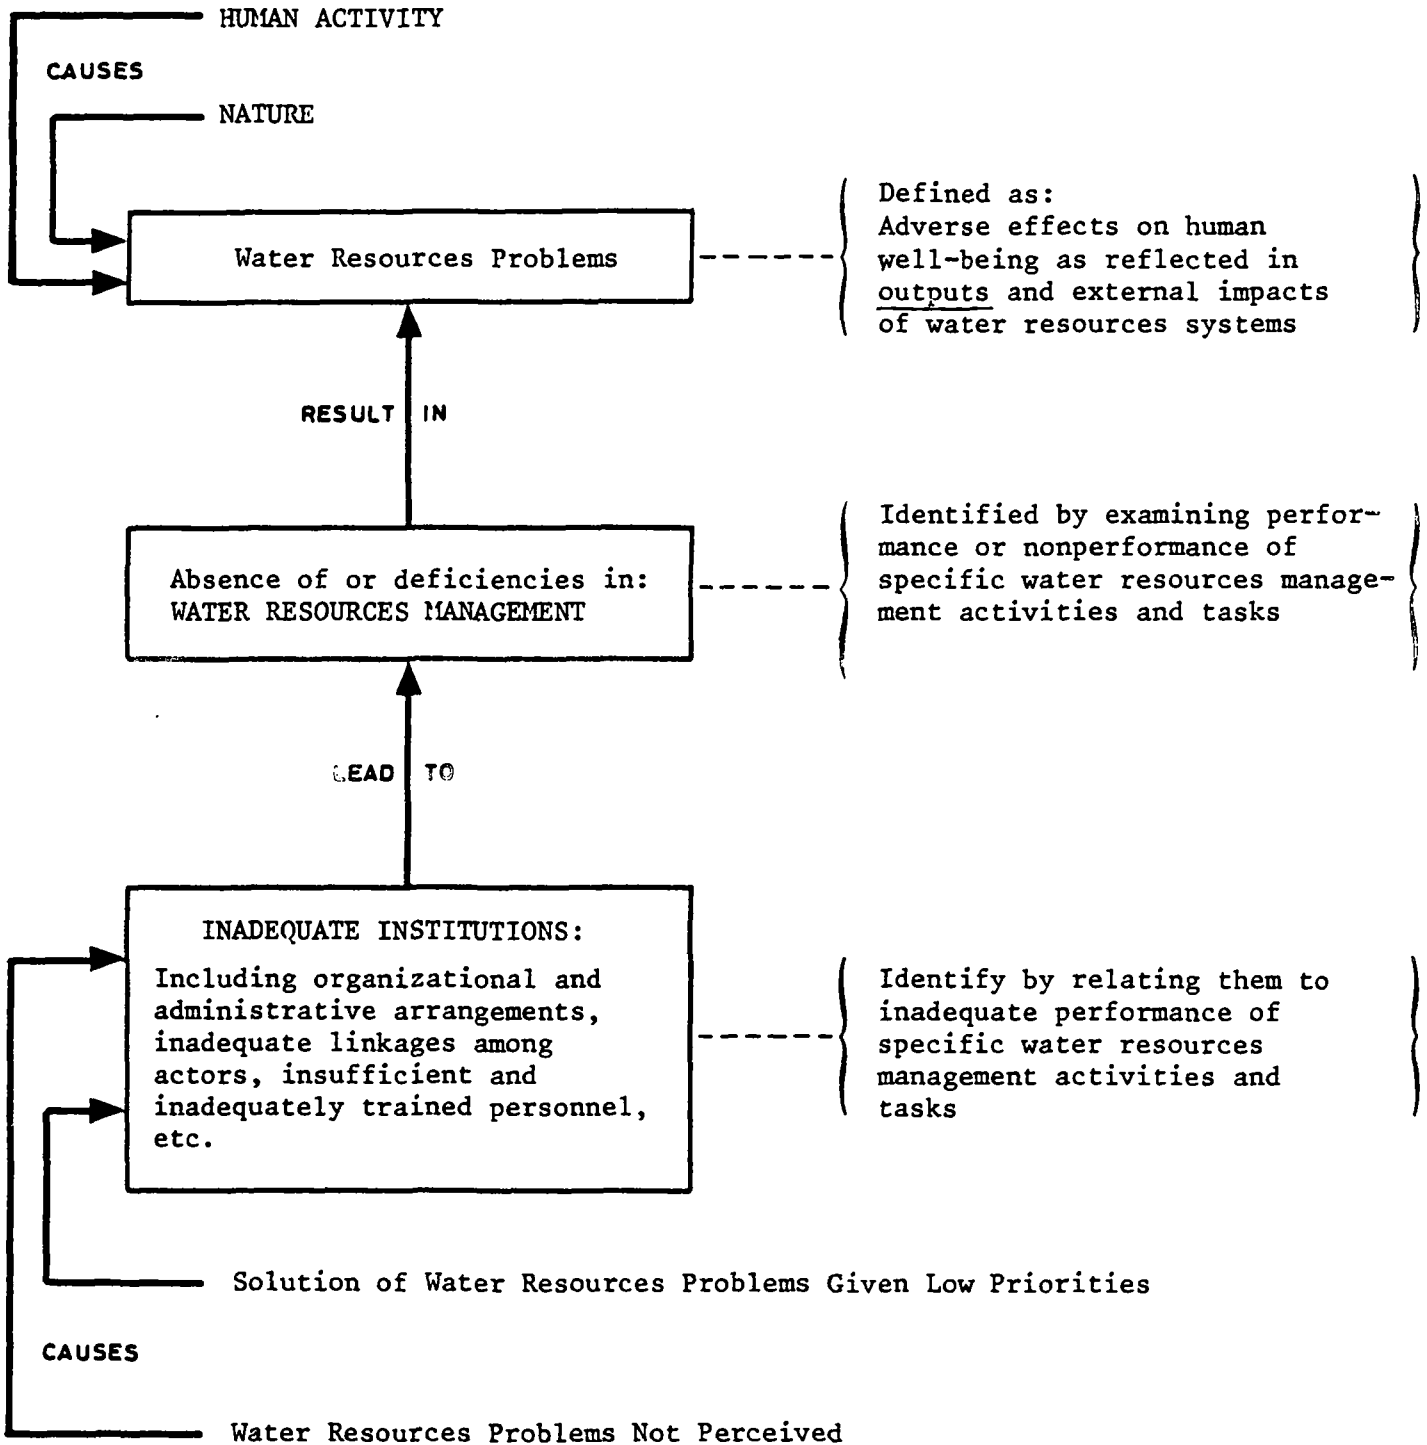 HUMAN ACTIVITY
CAUSES
NATURE
Water Resources Problems
Defined as:
Adverse effects on human
well-being as reflected in
outputs and external impacts
of water resources systems
RESULT IN
Absence of or deficiencies in:
WATER RESOURCES MANAGEMENT
Identified by examining perfor-
mance or nonperformance of
specific water resources manage-
ment activities and tasks
LEAD TO
INADEQUATE INSTITUTIONS:
Including organizational and
administrative arrangements,
inadequate linkages among
actors, insufficient and
inadequately trained personnel,
etc.
Identify by relating them to
inadequate performance of
specific water resources
management activities and
tasks
Solution of Water Resources Problems Given Low Priorities
CAUSES
Water Resources Problems Not Perceived